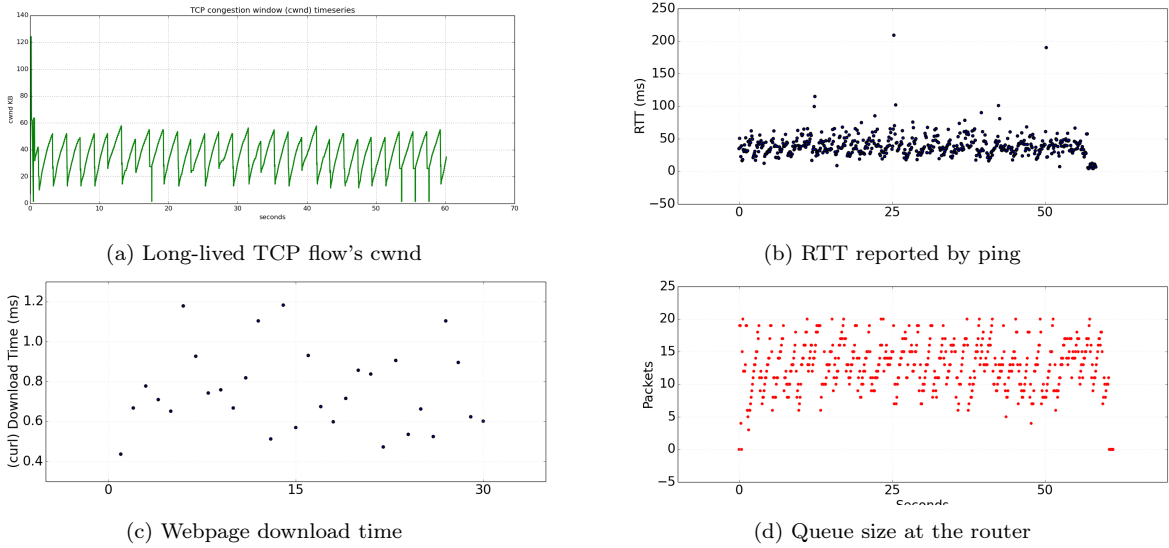 TCP congestion window (cwnd) timeseries
140
120
100
80
60
40
20
0
cwnd KB
0 10 20 30 40 50 60 70
seconds
(a) Long-lived TCP flow's cwnd
250
200
150
100
50
0
−50
RTT (ms)
0 25 50
(b) RTT reported by ping
1.2
1.0
0.8
0.6
0.4
(curl) Download Time (ms)
0 15 30
(c) Webpage download time
25
20
15
10
5
0
−5
Packets
0 25 50
Seconds
(d) Queue size at the router